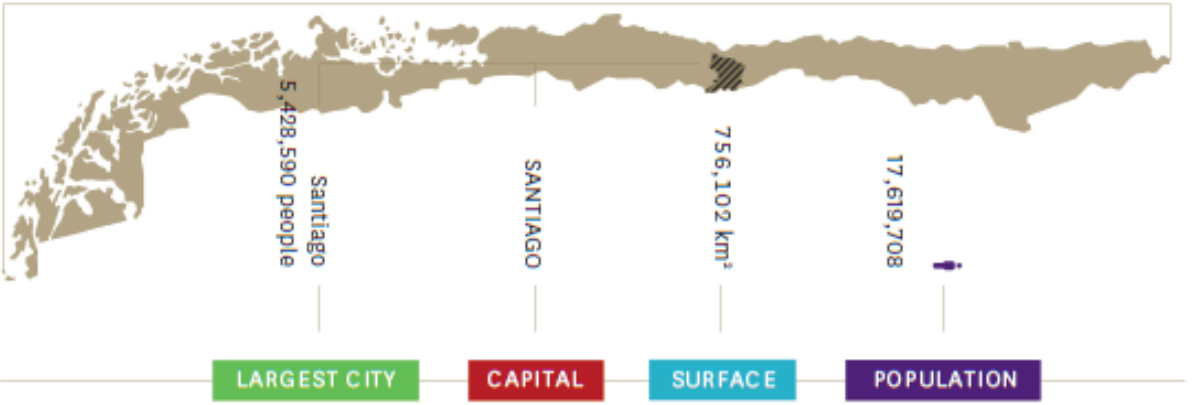 5,428,590 people
Santiago
SANTIAGO
756,102 km²
17,619,708
LARGEST CITY
CAPITAL
SURFACE
POPULATION